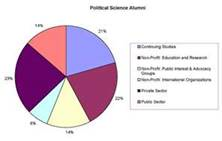 Political Science Alumni
14%
21%
23%
22%
6%
14%
Continuing Studies
Non-Profit: Education and Research
Non-Profit: Public Interest & Advocacy
Groups
Non-Profit: International Organizations
Private Sector
Public Sector